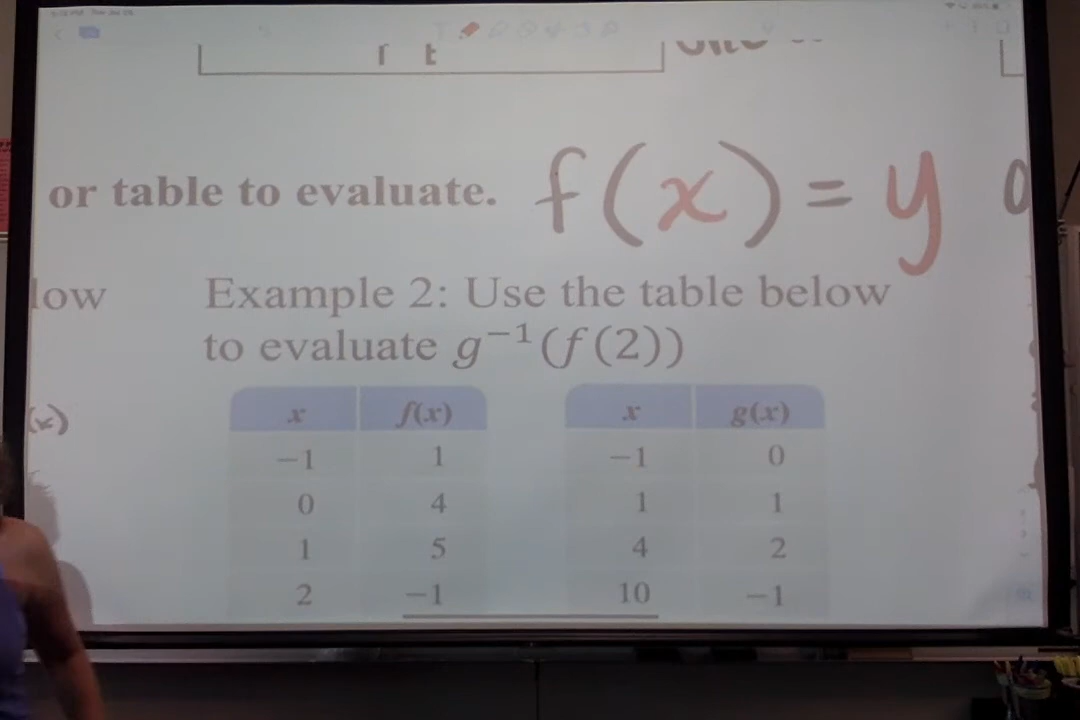 or table to evaluate. f(x) = y
low
Example 2: Use the table below
to evaluate g⁻¹(f(2))
(x)
x f(x) x g(x)
−1 1 −1 0
0 4 1 1
1 5 4 2
2 −1 10 −1